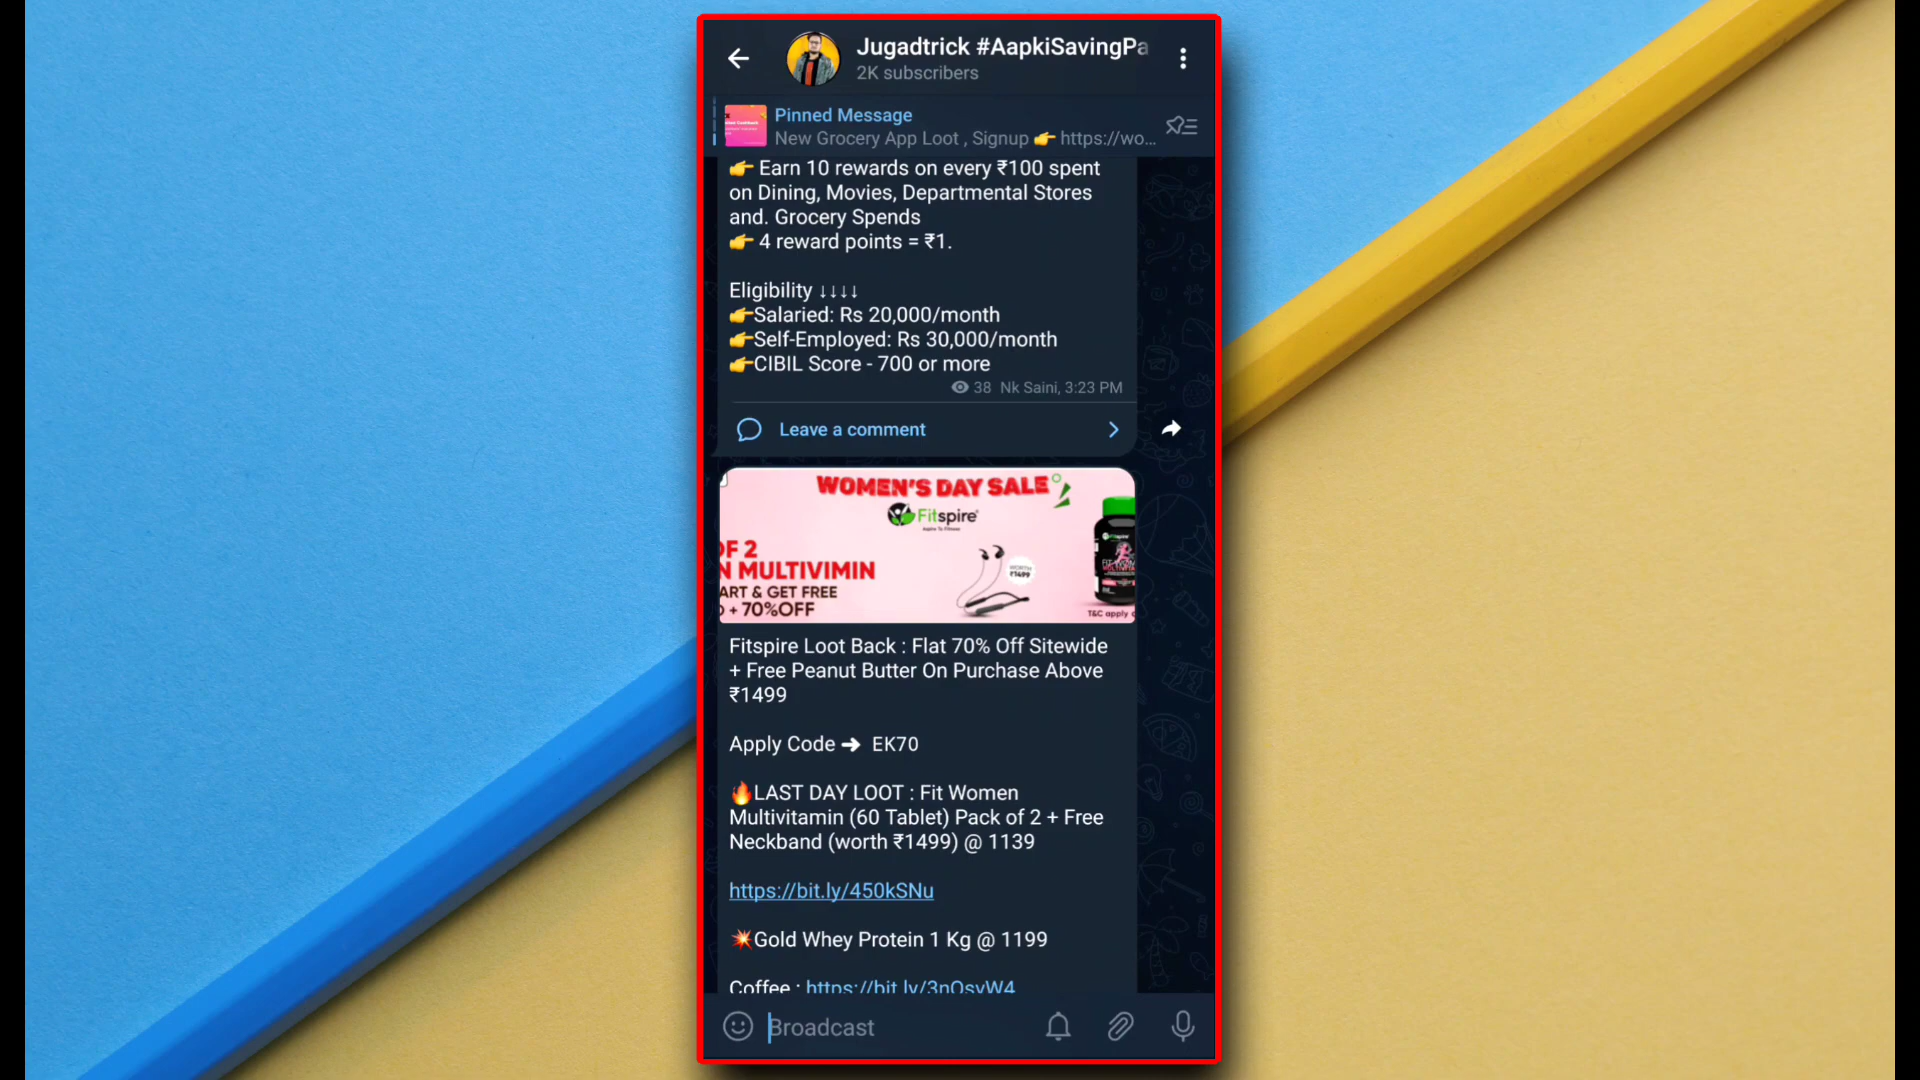 Jugadtrick #AapkiSavingPa
2K subscribers
Pinned Message
New Grocery App Loot , Signup 👉 https://wo...
👉 Earn 10 rewards on every ₹100 spent
on Dining, Movies, Departmental Stores
and. Grocery Spends
👉 4 reward points = ₹1.
Eligibility ↓↓↓↓
👉Salaried: Rs 20,000/month
👉Self-Employed: Rs 30,000/month
👉CIBIL Score - 700 or more
38 Nk Saini, 3:23 PM
Leave a comment
WOMEN'S DAY SALE
Fitspire
OF 2
N MULTIVIMIN
ART & GET FREE
+ 70%OFF
WORTH
₹1499
T&C apply
Fitspire Loot Back : Flat 70% Off Sitewide
+ Free Peanut Butter On Purchase Above
₹1499
Apply Code ➜ EK70
🔥LAST DAY LOOT : Fit Women
Multivitamin (60 Tablet) Pack of 2 + Free
Neckband (worth ₹1499) @ 1139
https://bit.ly/450kSNu
💥Gold Whey Protein 1 Kg @ 1199
Coffee : https://bit.ly/3nOsvW4
Broadcast